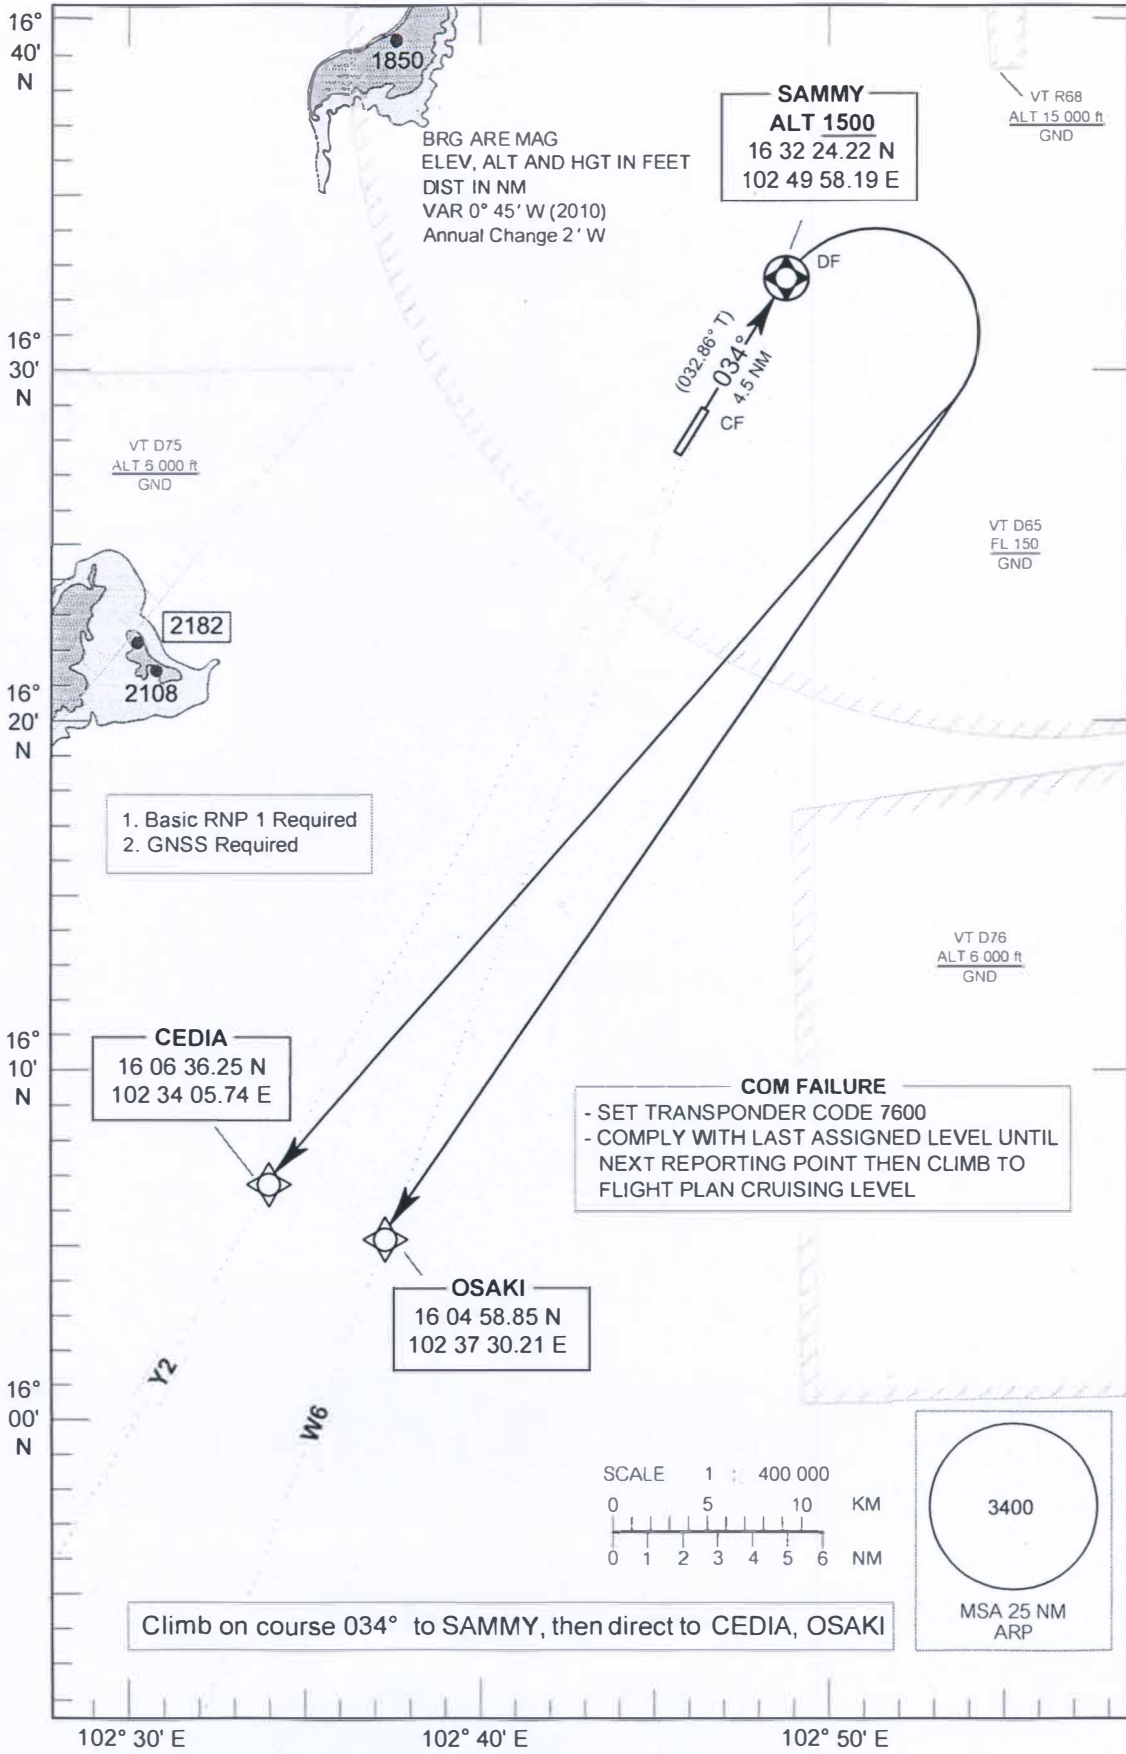 16°
40'
N
1850
BRG ARE MAG
ELEV, ALT AND HGT IN FEET
DIST IN NM
VAR 0° 45' W (2010)
Annual Change 2' W
SAMMY
ALT 1500
16 32 24.22 N
102 49 58.19 E
VT R68
ALT 15 000 ft
GND
DF
(032.86° T)
034°
4.5 NM
CF
16°
30'
N
VT D75
ALT 6 000 ft
GND
VT D65
FL 150
GND
2182
2108
16°
20'
N
1. Basic RNP 1 Required
2. GNSS Required
VT D76
ALT 6 000 ft
GND
16°
10'
N
CEDIA
16 06 36.25 N
102 34 05.74 E
COM FAILURE
- SET TRANSPONDER CODE 7600
- COMPLY WITH LAST ASSIGNED LEVEL UNTIL
NEXT REPORTING POINT THEN CLIMB TO
FLIGHT PLAN CRUISING LEVEL
OSAKI
16 04 58.85 N
102 37 30.21 E
Y2
W6
16°
00'
N
SCALE 1 : 400 000
0 5 10 KM
0 1 2 3 4 5 6 NM
3400
MSA 25 NM
ARP
Climb on course 034° to SAMMY, then direct to CEDIA, OSAKI
102° 30' E
102° 40' E
102° 50' E